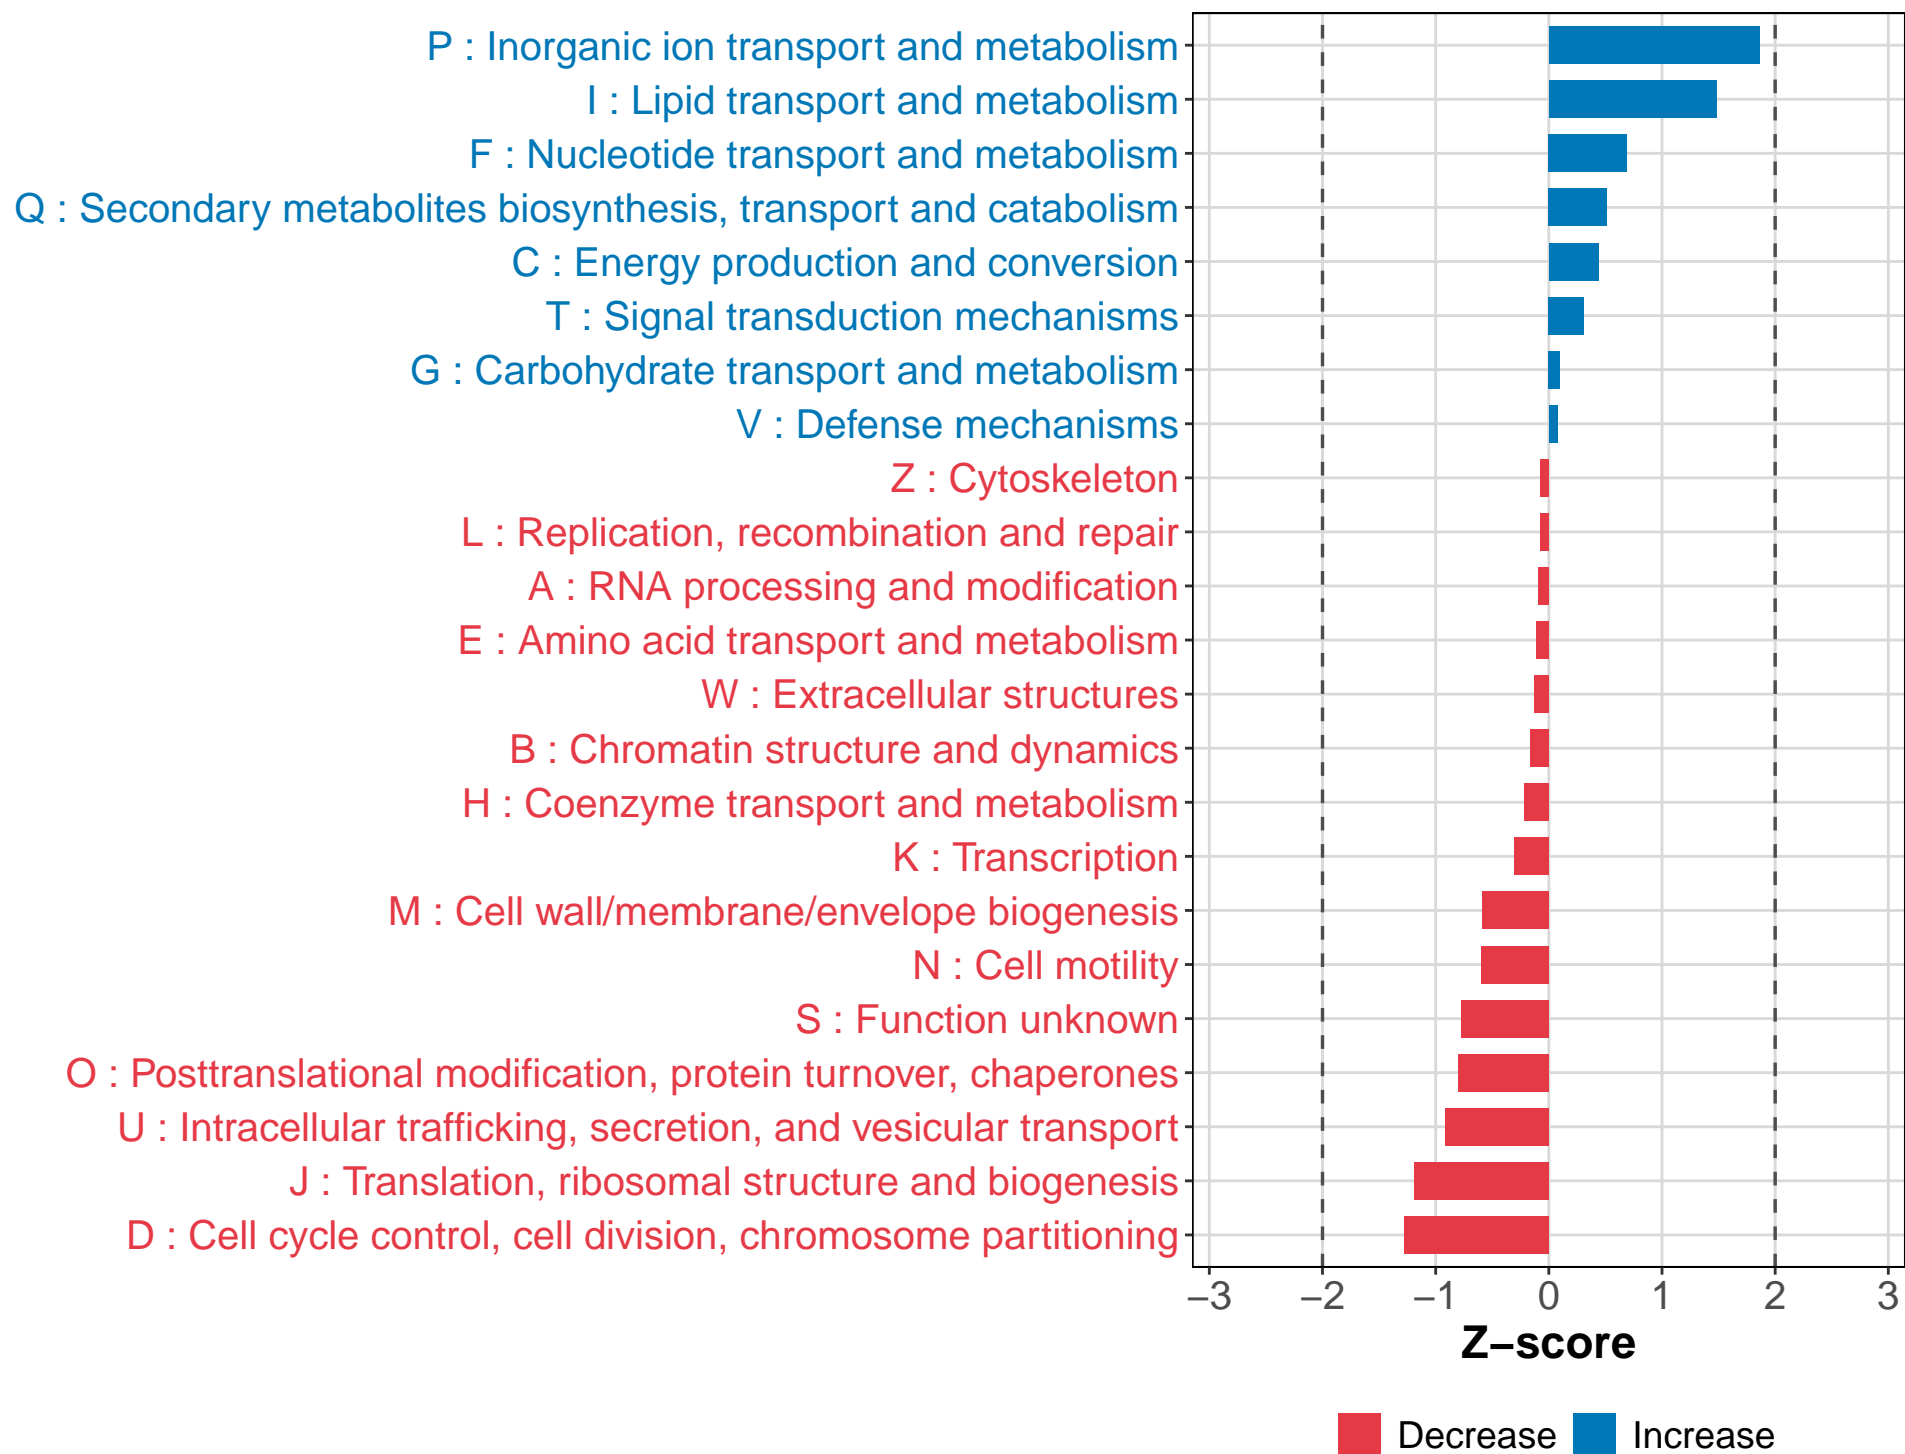 P : Inorganic ion transport and metabolism
I : Lipid transport and metabolism
F : Nucleotide transport and metabolism
Q : Secondary metabolites biosynthesis, transport and catabolism
C : Energy production and conversion
T : Signal transduction mechanisms
G : Carbohydrate transport and metabolism
V : Defense mechanisms
Z : Cytoskeleton
L : Replication, recombination and repair
A : RNA processing and modification
E : Amino acid transport and metabolism
W : Extracellular structures
B : Chromatin structure and dynamics
H : Coenzyme transport and metabolism
K : Transcription
M : Cell wall/membrane/envelope biogenesis
N : Cell motility
S : Function unknown
O : Posttranslational modification, protein turnover, chaperones
U : Intracellular trafficking, secretion, and vesicular transport
J : Translation, ribosomal structure and biogenesis
D : Cell cycle control, cell division, chromosome partitioning
−3 −2 −1 0 1 2 3
Z−score
Decrease Increase